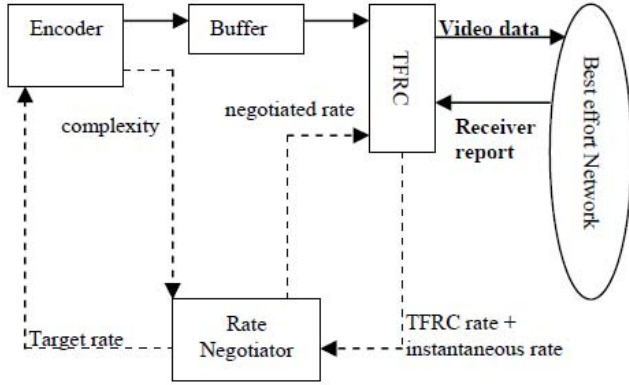 Encoder
Buffer
TFRC
Video data
Best effort Network
complexity
negotiated rate
Receiver
report
Target rate
Rate
Negotiator
TFRC rate +
instantaneous rate